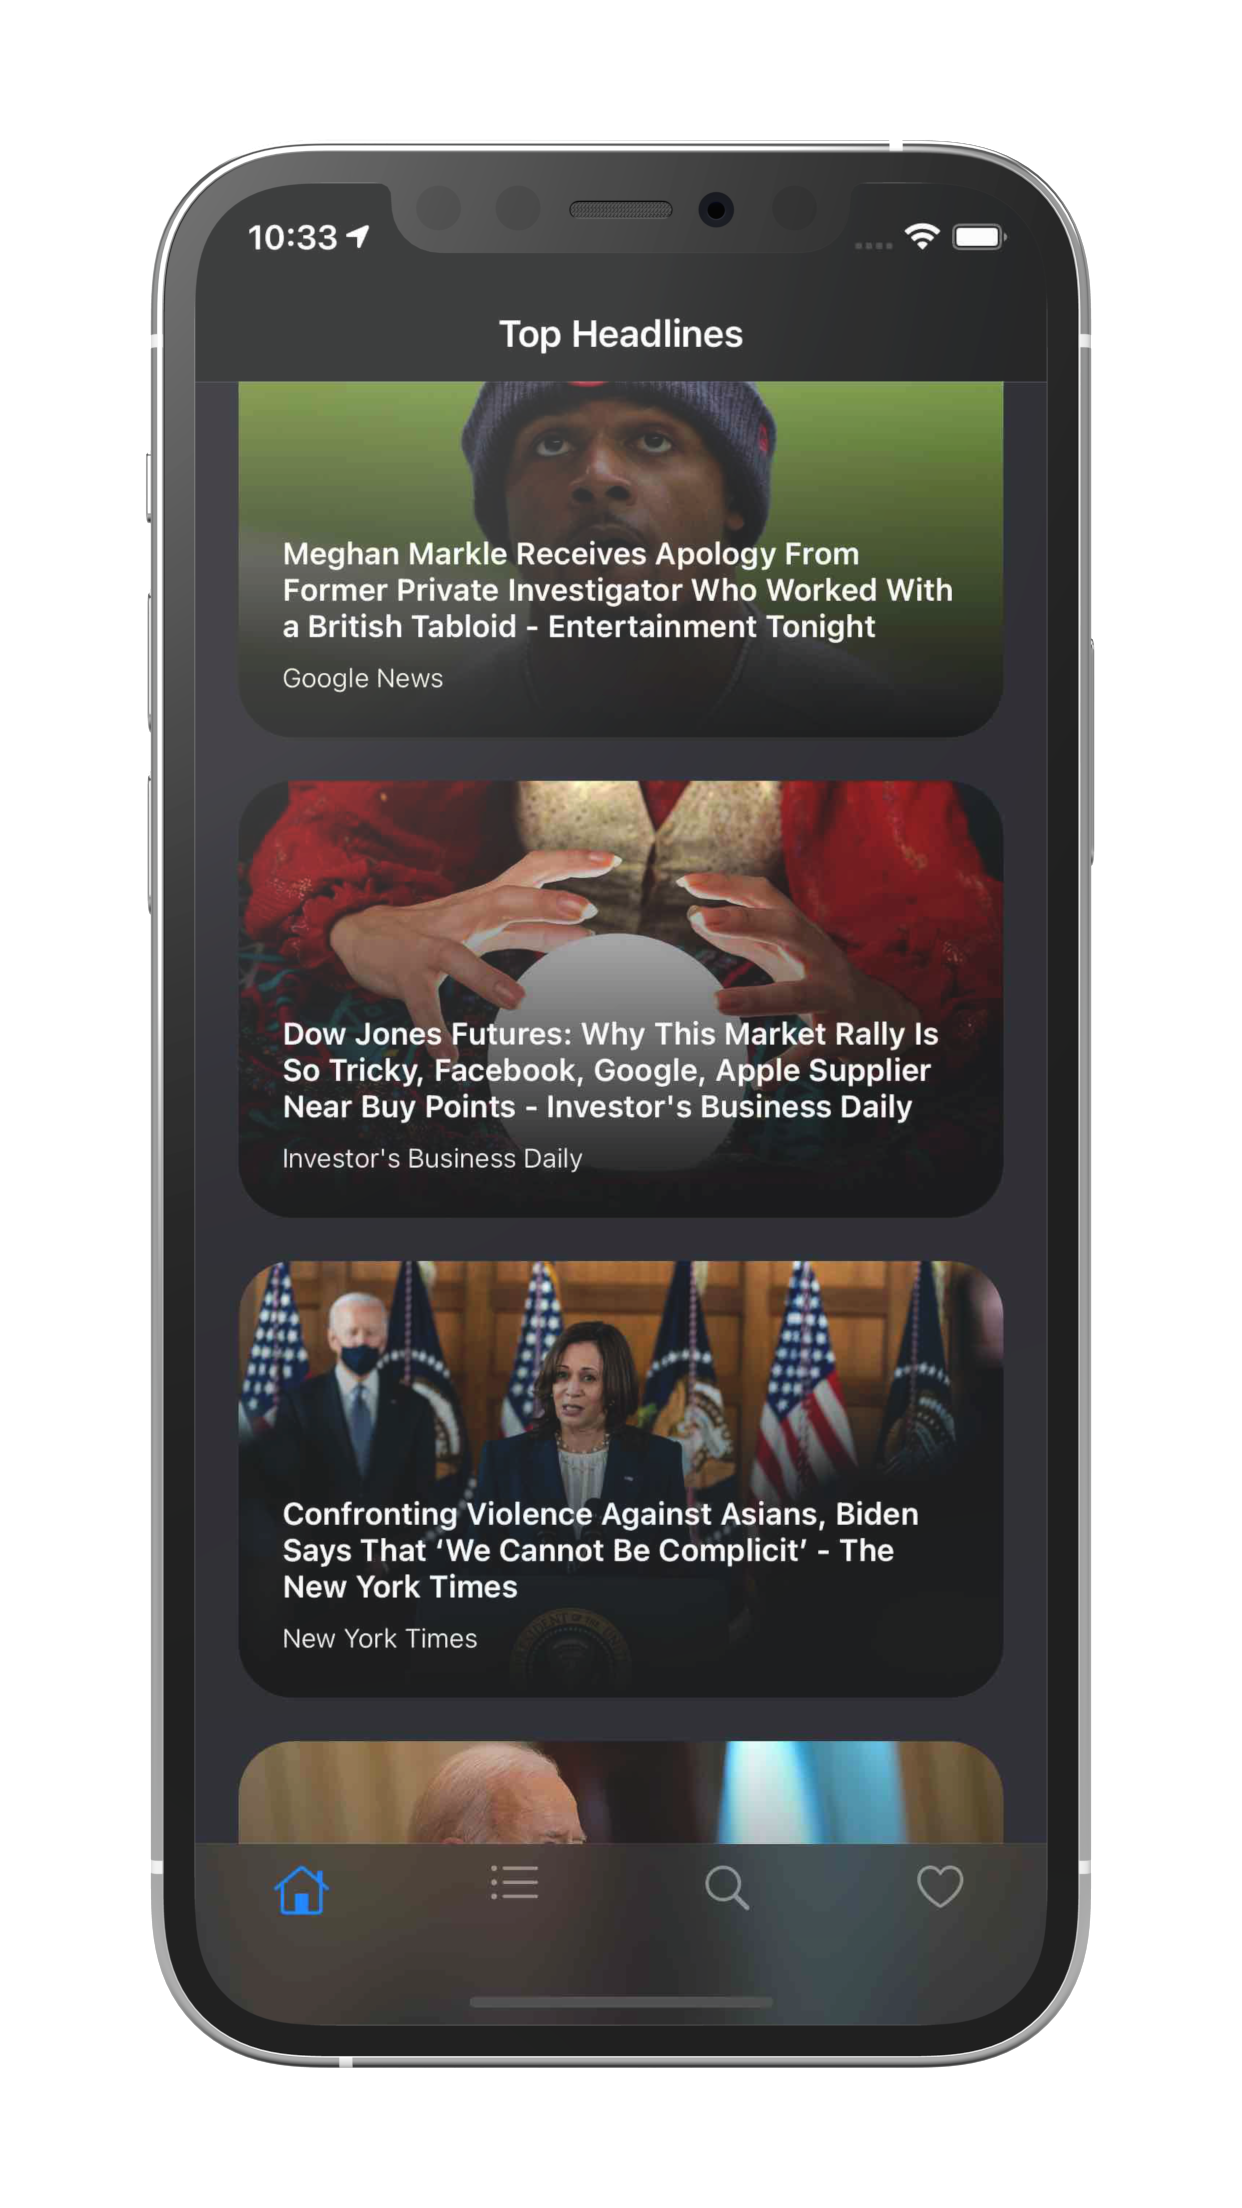 10:33
Top Headlines
Meghan Markle Receives Apology From
Former Private Investigator Who Worked With
a British Tabloid - Entertainment Tonight
Google News
Dow Jones Futures: Why This Market Rally Is
So Tricky, Facebook, Google, Apple Supplier
Near Buy Points - Investor's Business Daily
Investor's Business Daily
Confronting Violence Against Asians, Biden
Says That ‘We Cannot Be Complicit’ - The
New York Times
New York Times